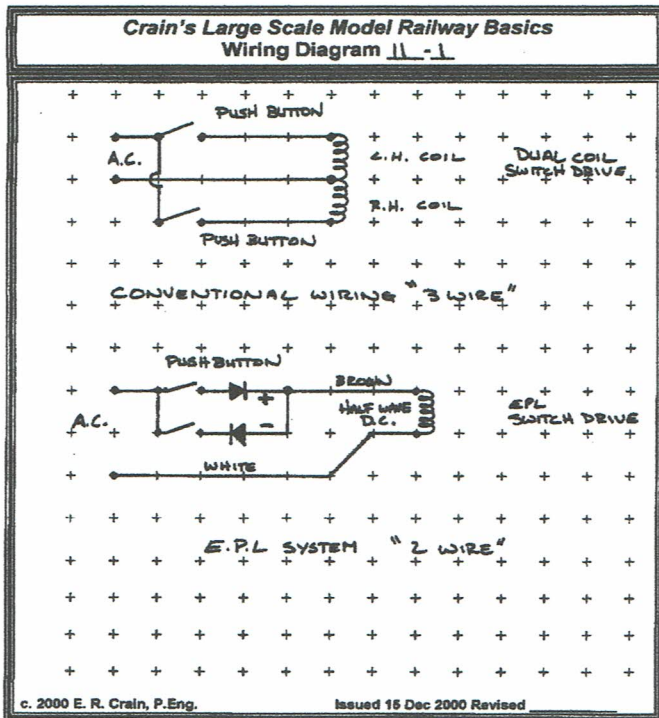 Crain's Large Scale Model Railway Basics
Wiring Diagram 11-1
PUSH BUTTON
A.C.
L.H. COIL
DUAL COIL
SWITCH DRIVE
R.H. COIL
PUSH BUTTON
CONVENTIONAL WIRING "3 WIRE"
PUSH BUTTON
BROWN
+
HALF WAVE
D.C.
EPL
SWITCH DRIVE
A.C.
-
WHITE
E.P.L SYSTEM "2 WIRE"
c. 2000 E. R. Crain, P.Eng. Issued 15 Dec 2000 Revised